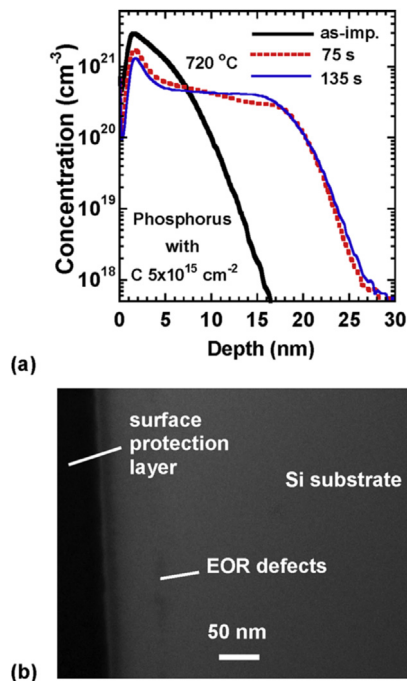 as-imp.
720 °C
75 s
135 s
10²¹
10²⁰
10¹⁹
10¹⁸
Concentration (cm⁻³)
Phosphorus
with
C 5x10¹⁵ cm⁻²
0 5 10 15 20 25 30
Depth (nm)
(a)
surface
protection
layer
Si substrate
EOR defects
50 nm
(b)